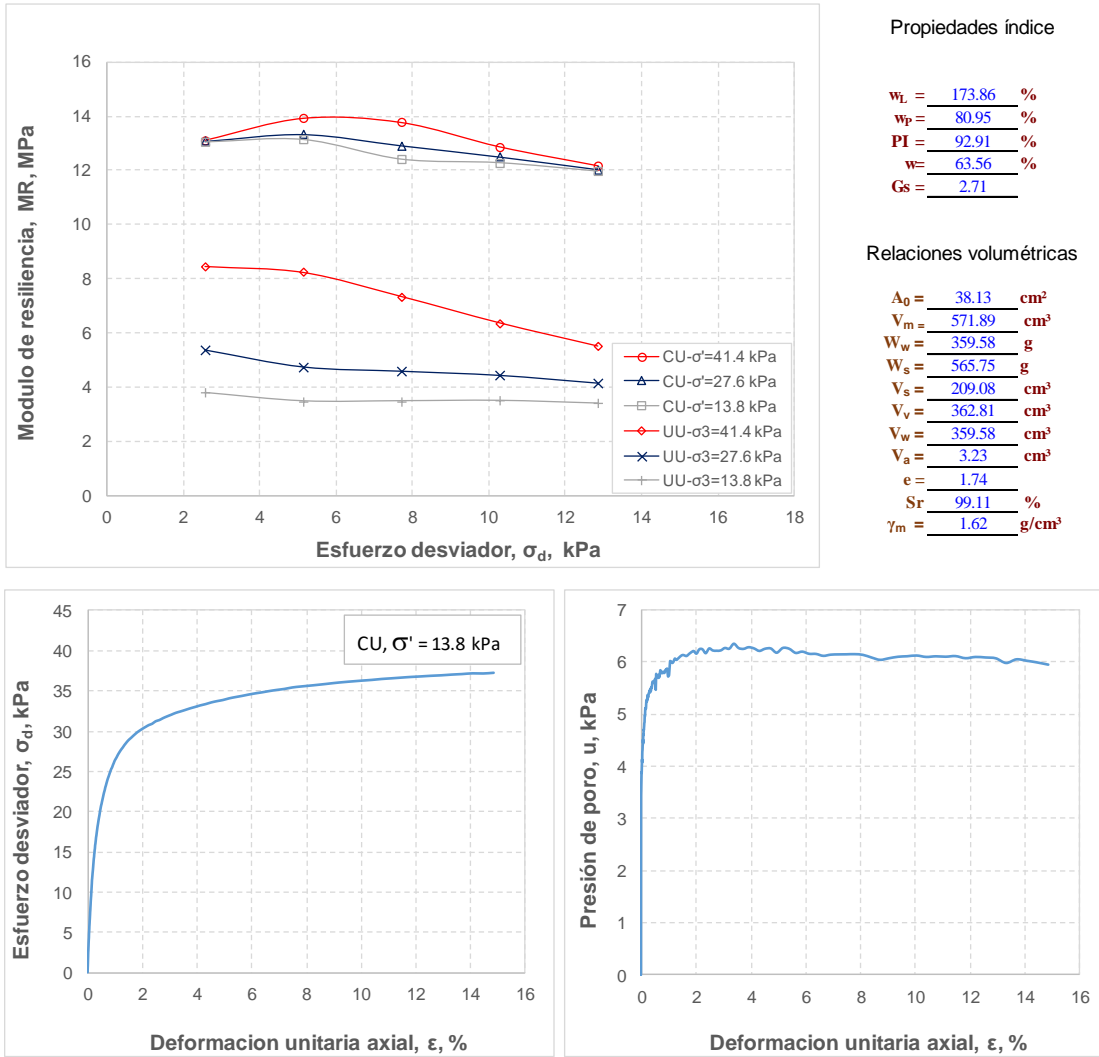 16
14
12
10
8
6
4
2
0
0 2 4 6 8 10 12 14 16 18
Modulo de resiliencia, MR, MPa
Esfuerzo desviador, σd, kPa
CU-σ'=41.4 kPa
CU-σ'=27.6 kPa
CU-σ'=13.8 kPa
UU-σ3=41.4 kPa
UU-σ3=27.6 kPa
UU-σ3=13.8 kPa
Propiedades índice
wL = 173.86 %
wP = 80.95 %
PI = 92.91 %
w= 63.56 %
Gs = 2.71
Relaciones volumétricas
A0 = 38.13 cm²
Vm = 571.89 cm³
Ww = 359.58 g
Ws = 565.75 g
Vs = 209.08 cm³
Vv = 362.81 cm³
Vw = 359.58 cm³
Va = 3.23 cm³
e = 1.74
Sr 99.11 %
γm = 1.62 g/cm³
45
40
35
30
25
20
15
10
5
0
0 2 4 6 8 10 12 14 16
Esfuerzo desviador, σd, kPa
Deformacion unitaria axial, ε, %
CU, σ' = 13.8 kPa
7
6
5
4
3
2
1
0
0 2 4 6 8 10 12 14 16
Presión de poro, u, kPa
Deformacion unitaria axial, ε, %